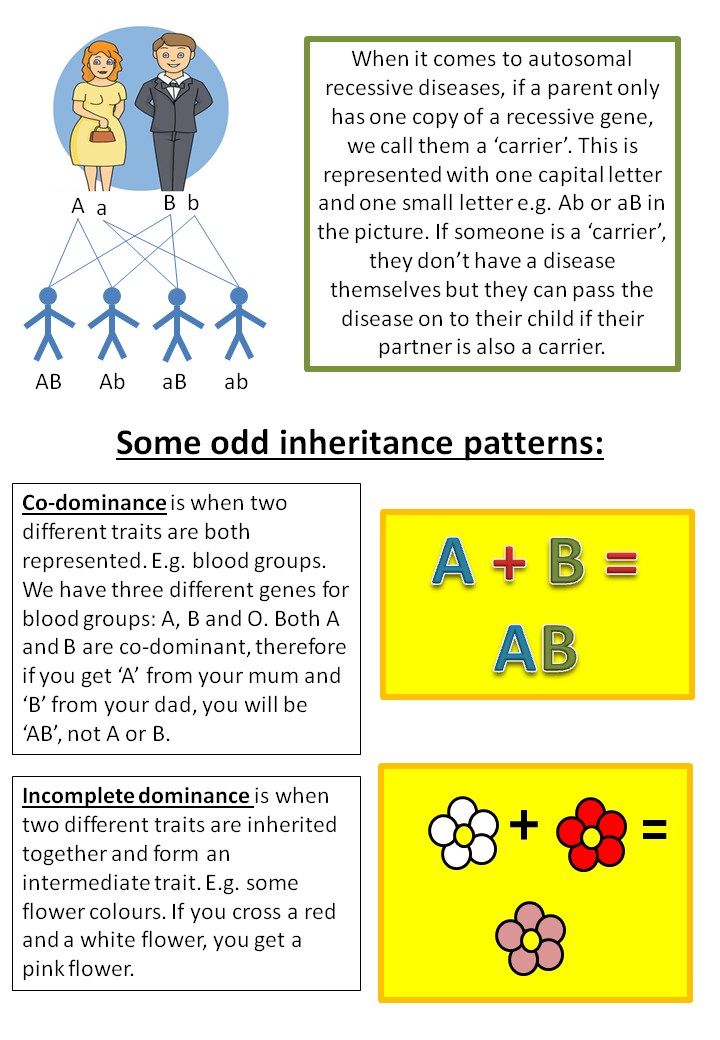 A a B b
AB Ab aB ab
When it comes to autosomal
recessive diseases, if a parent only
has one copy of a recessive gene,
we call them a ‘carrier’. This is
represented with one capital letter
and one small letter e.g. Ab or aB in
the picture. If someone is a ‘carrier’,
they don’t have a disease
themselves but they can pass the
disease on to their child if their
partner is also a carrier.
Some odd inheritance patterns:
Co-dominance is when two
different traits are both
represented. E.g. blood groups.
We have three different genes for
blood groups: A, B and O. Both A
and B are co-dominant, therefore
if you get ‘A’ from your mum and
‘B’ from your dad, you will be
‘AB’, not A or B.
A + B =
AB
Incomplete dominance is when
two different traits are inherited
together and form an
intermediate trait. E.g. some
flower colours. If you cross a red
and a white flower, you get a
pink flower.
+ =